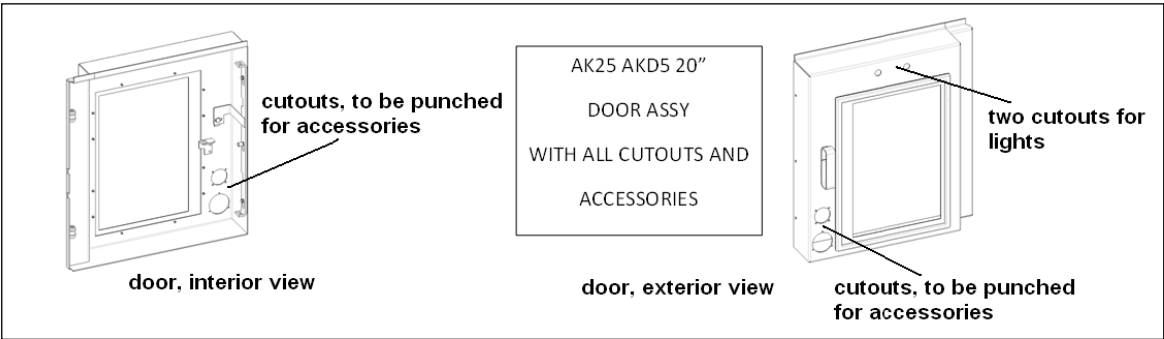 cutouts, to be punched
for accessories
door, interior view
AK25 AKD5 20”
DOOR ASSY
WITH ALL CUTOUTS AND
ACCESSORIES
door, exterior view
two cutouts for
lights
cutouts, to be punched
for accessories